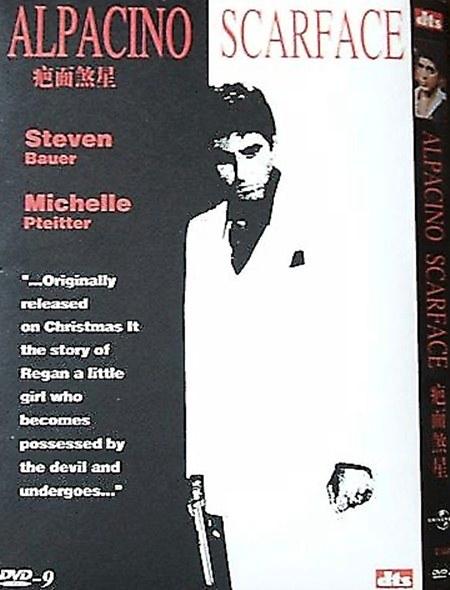 ALPACINO SCARFACE
疤面煞星
Steven
Bauer
Michelle
Pteitter
"...Originally
released
on Christmas It
the story of
Regan a little
girl who
becomes
possessed by
the devil and
undergoes..."
DVD-9
dts
dts
ALPACINO SCARFACE
疤面煞星
UNIVERSAL
DVD